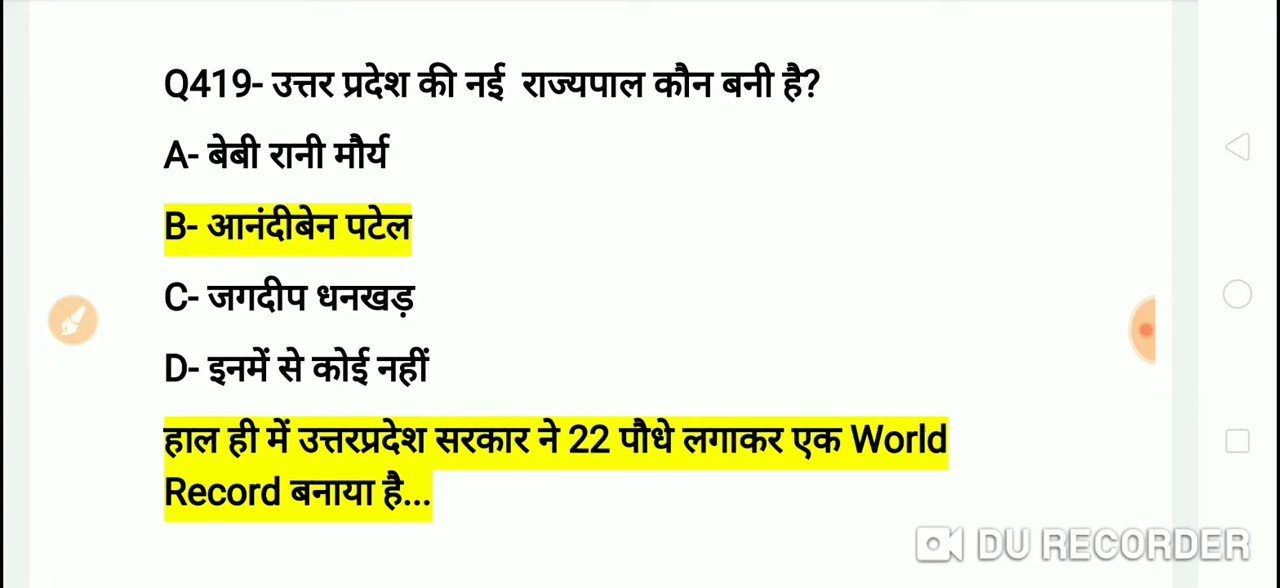 Q419- उत्तर प्रदेश की नई राज्यपाल कौन बनी है?
A- बेबी रानी मौर्य
B- आनंदीबेन पटेल
C- जगदीप धनखड़
D- इनमें से कोई नहीं
हाल ही में उत्तरप्रदेश सरकार ने 22 पौधे लगाकर एक World
Record बनाया है...
DU RECORDER